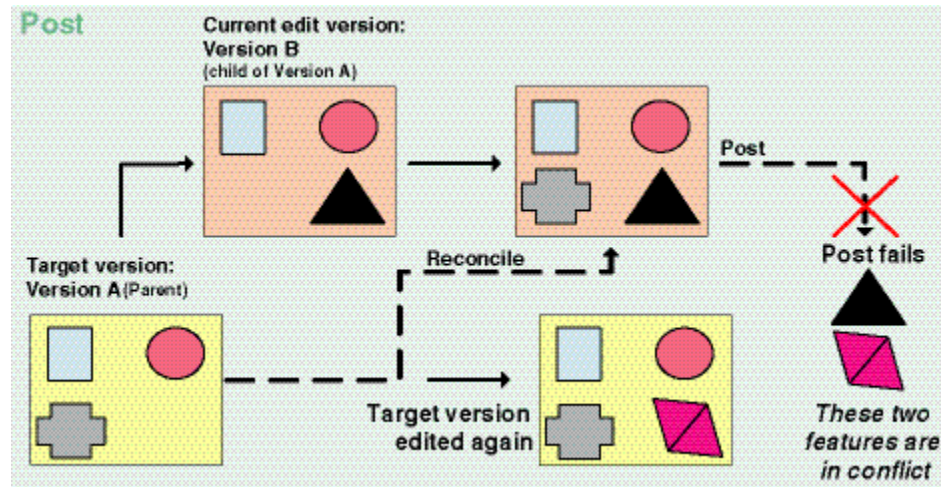 Post
Current edit version:
Version B
(child of Version A)
Post
Reconcile
Post fails
Target version:
Version A(Parent)
Target version
edited again
These two
features are
in conflict